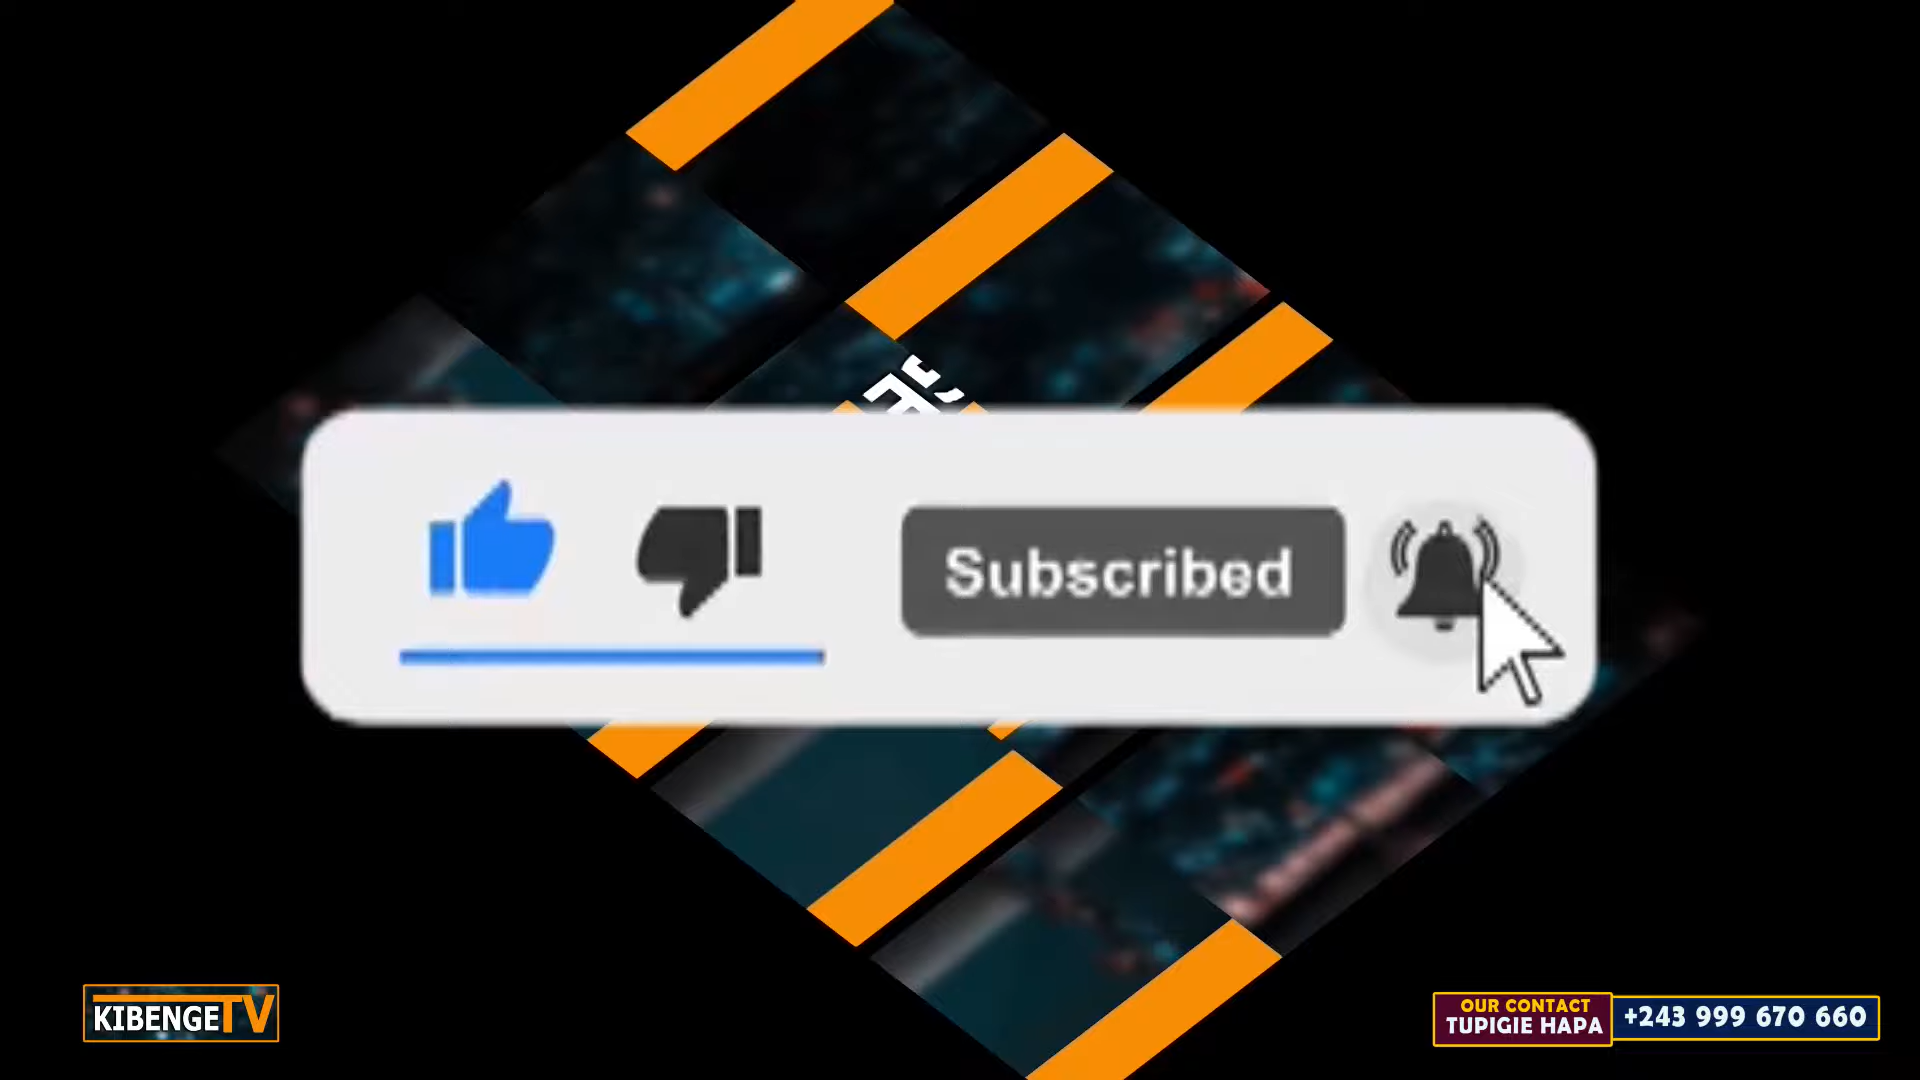 Subscribed
KIBENGETV
OUR CONTACT
TUPIGIE HAPA
+243 999 670 660